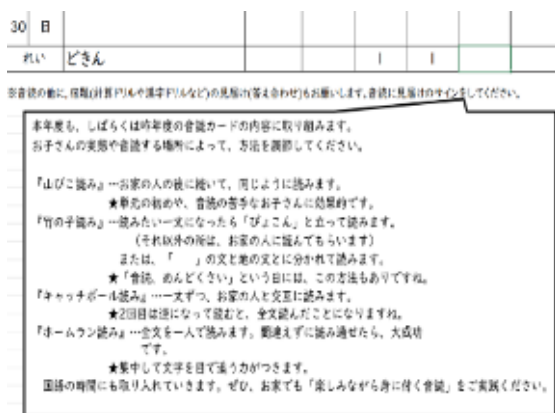 30 日
れい どきん
※音読の他に、宿題(計算ドリルや漢字ドリルなど)の見届け(答え合わせ)もお願いします。音読に見届けのサインをしてください。
本年度も、しばらくは昨年度の音読カードの内容に取り組みます。
お子さんの実態や音読する場所によって、方法を調節してください。
『山びこ読み』…お家の人の後に続いて、同じように読みます。
★単元の初めや、音読の苦手なお子さんに効果的です。
『竹の子読み』…読みたい一文になったら「ぴょこん」と立って読みます。
(それ以外の所は、お家の人に読んでもらいます)
または、「　　」の文と地の文とに分かれて読みます。
★「音読、めんどくさい」という日には、この方法もありですね。
『キャッチボール読み』…一文ずつ、お家の人と交互に読みます。
★2回目は逆になって読むと、全文読んだことになりますね。
『ホームラン読み』…全文を一人で読みます。間違えずに読み通せたら、大成功
です。
★集中して文字を目で追う力がつきます。
国語の時間にも取り入れていきます。ぜひ、お家でも「楽しみながら身に付く音読」をご実践ください。